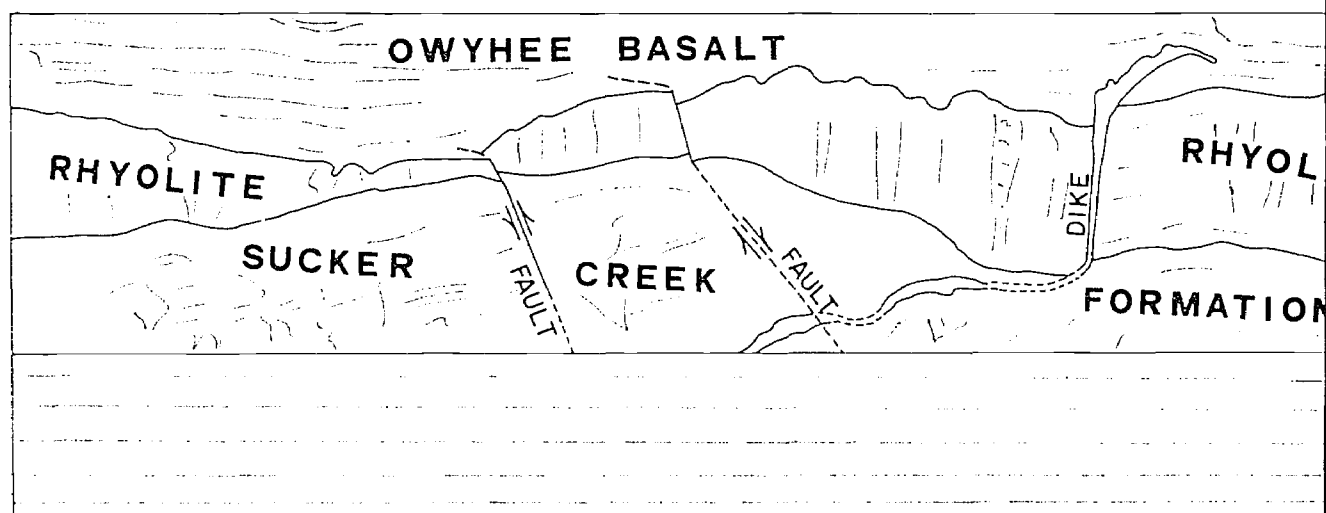 OWYHEE BASALT
RHYOLITE
RHYOL
DIKE
SUCKER
CREEK
FORMATION
FAULT
FAULT